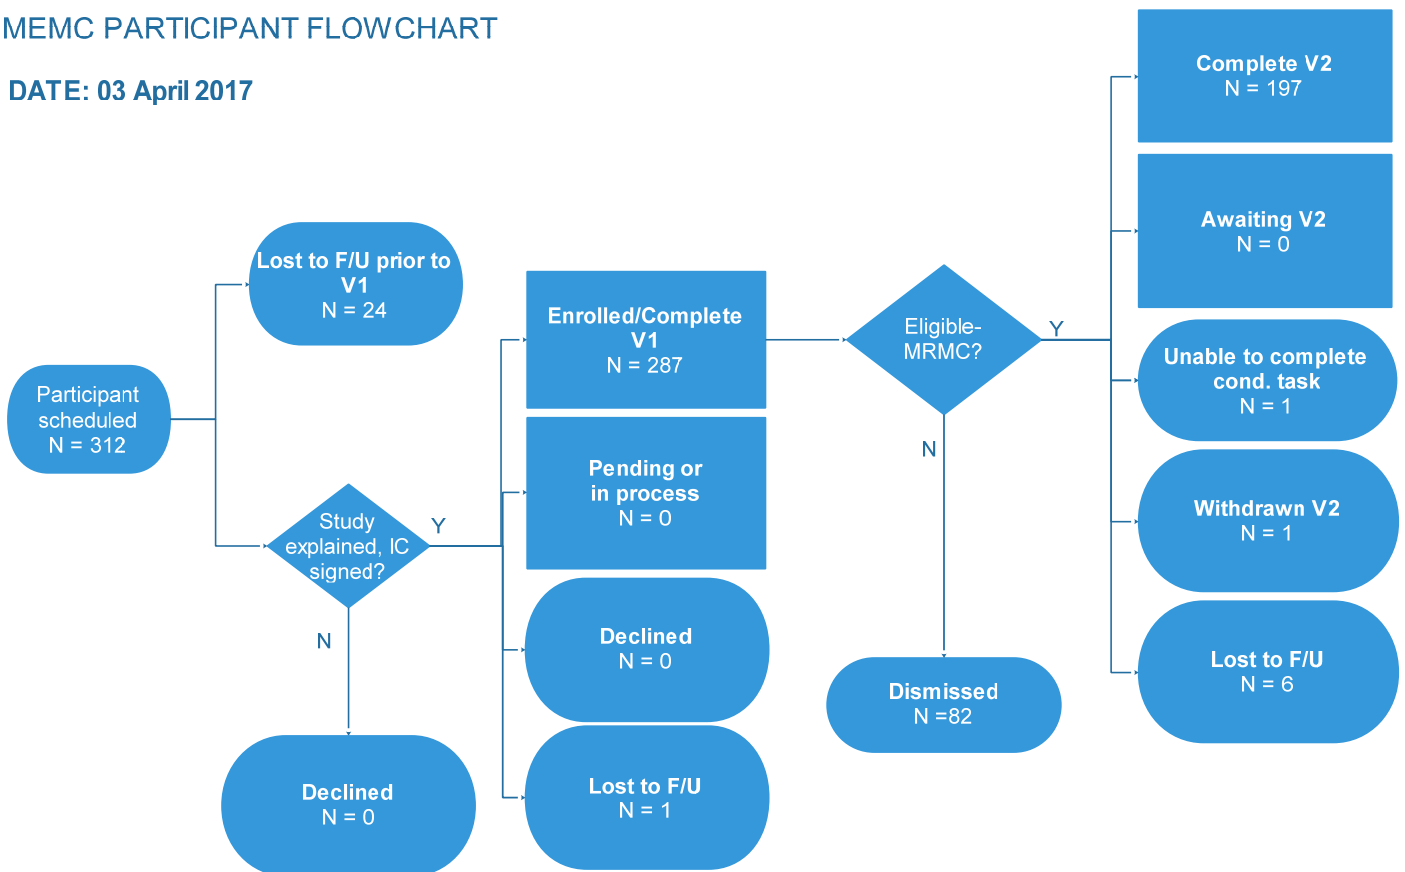 MEMC PARTICIPANT FLOWCHART
DATE: 03 April 2017
Participant
scheduled
N = 312
Lost to F/U prior to
V1
N = 24
Study
explained, IC
signed?
Y
N
Declined
N = 0
Enrolled/Complete
V1
N = 287
Pending or
in process
N = 0
Declined
N = 0
Lost to F/U
N = 1
Eligible-
MRMC?
Y
N
Dismissed
N =82
Complete V2
N = 197
Awaiting V2
N = 0
Unable to complete
cond. task
N = 1
Withdrawn V2
N = 1
Lost to F/U
N = 6